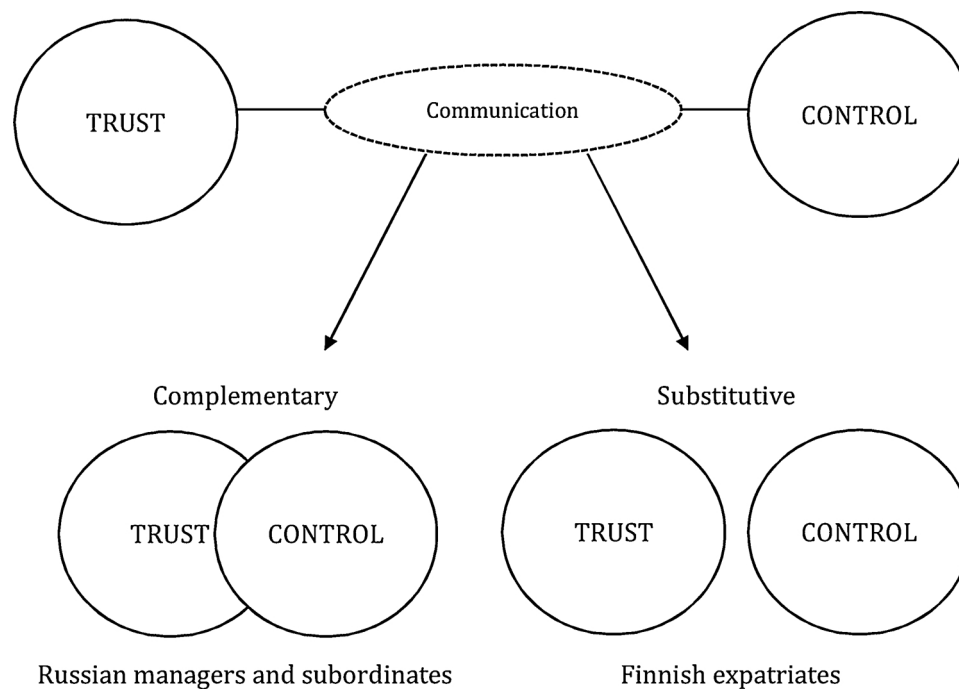 TRUST
Communication
CONTROL
Complementary
Substitutive
TRUST
CONTROL
TRUST
CONTROL
Russian managers and subordinates
Finnish expatriates